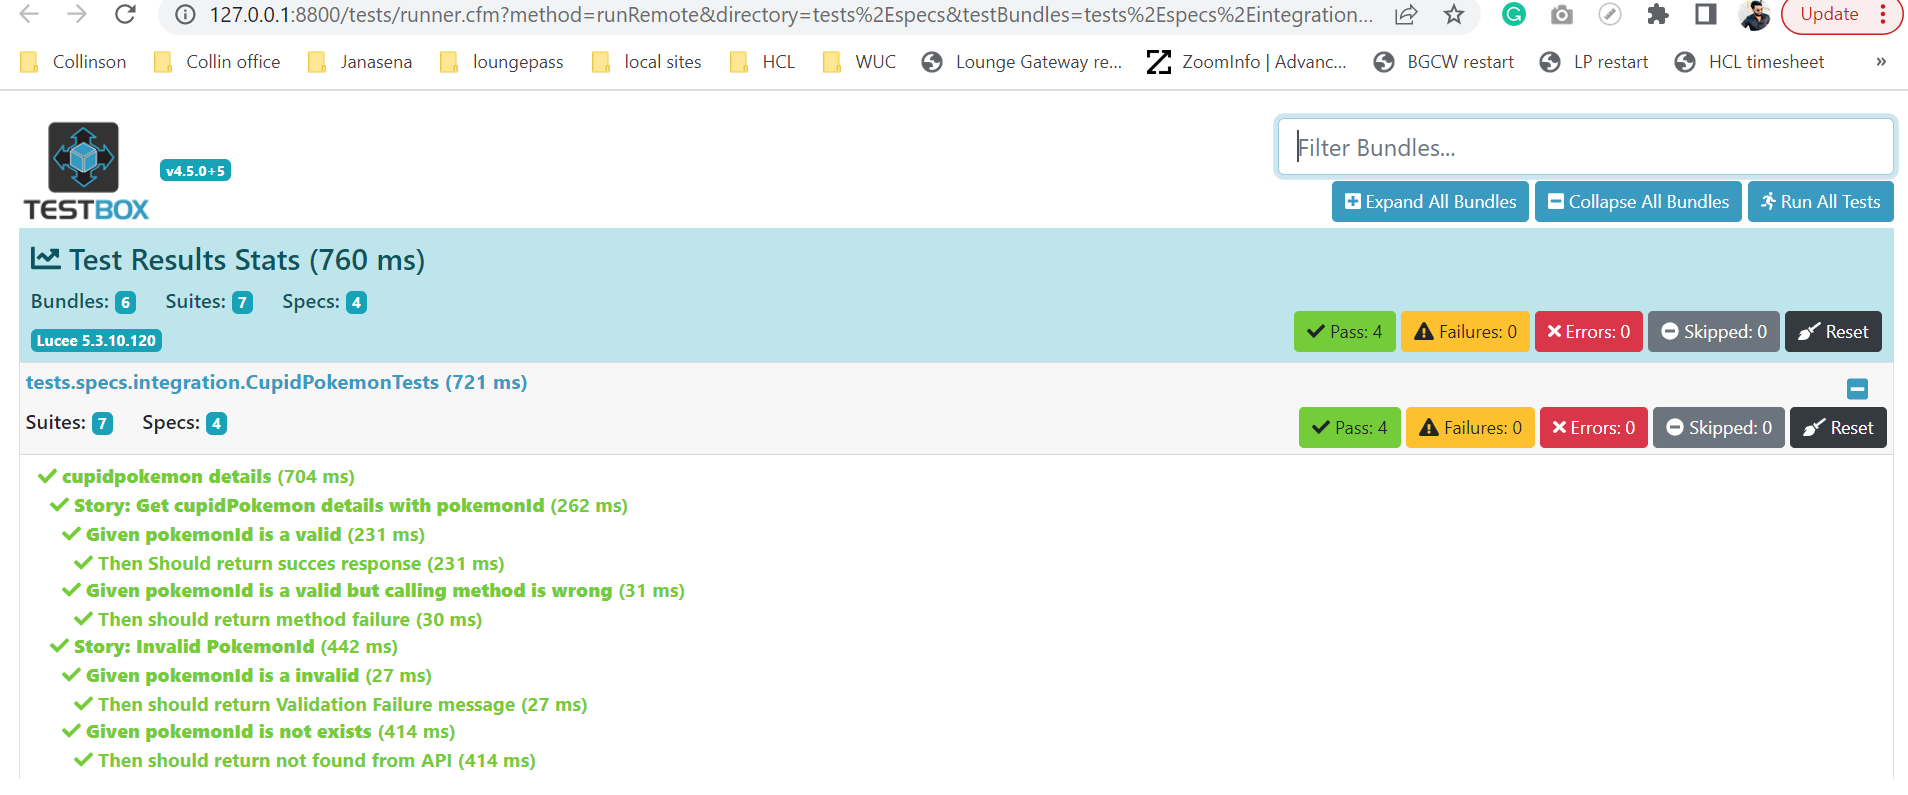 127.0.0.1:8800/tests/runner.cfm?method=runRemote&directory=tests%2Especs&testBundles=tests%2Especs%2Eintegration...
Update
Collinson Collin office Janasena loungepass local sites HCL WUC Lounge Gateway re... ZoomInfo | Advanc... BGCW restart LP restart HCL timesheet »
TESTBOX
v4.5.0+5
Filter Bundles...
Expand All Bundles Collapse All Bundles Run All Tests
Test Results Stats (760 ms)
Bundles: 6 Suites: 7 Specs: 4
Pass: 4 Failures: 0 Errors: 0 Skipped: 0 Reset
Lucee 5.3.10.120
tests.specs.integration.CupidPokemonTests (721 ms)
Suites: 7 Specs: 4
Pass: 4 Failures: 0 Errors: 0 Skipped: 0 Reset
cupidpokemon details (704 ms)
Story: Get cupidPokemon details with pokemonId (262 ms)
Given pokemonId is a valid (231 ms)
Then Should return succes response (231 ms)
Given pokemonId is a valid but calling method is wrong (31 ms)
Then should return method failure (30 ms)
Story: Invalid PokemonId (442 ms)
Given pokemonId is a invalid (27 ms)
Then should return Validation Failure message (27 ms)
Given pokemonId is not exists (414 ms)
Then should return not found from API (414 ms)